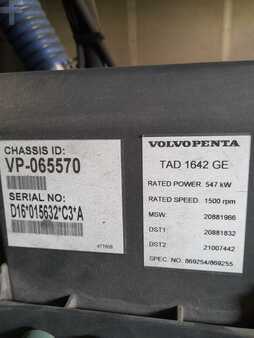 CHASSIS ID:
VP-065570
SERIAL NO:
D16*015632*C3*A
VOLVO PENTA
TAD 1642 GE
RATED POWER: 547 kW
RATED SPEED: 1500 rpm
MSW: 20881966
DST1: 20881832
DST2: 21007442
SPEC. NO: 869254/869255